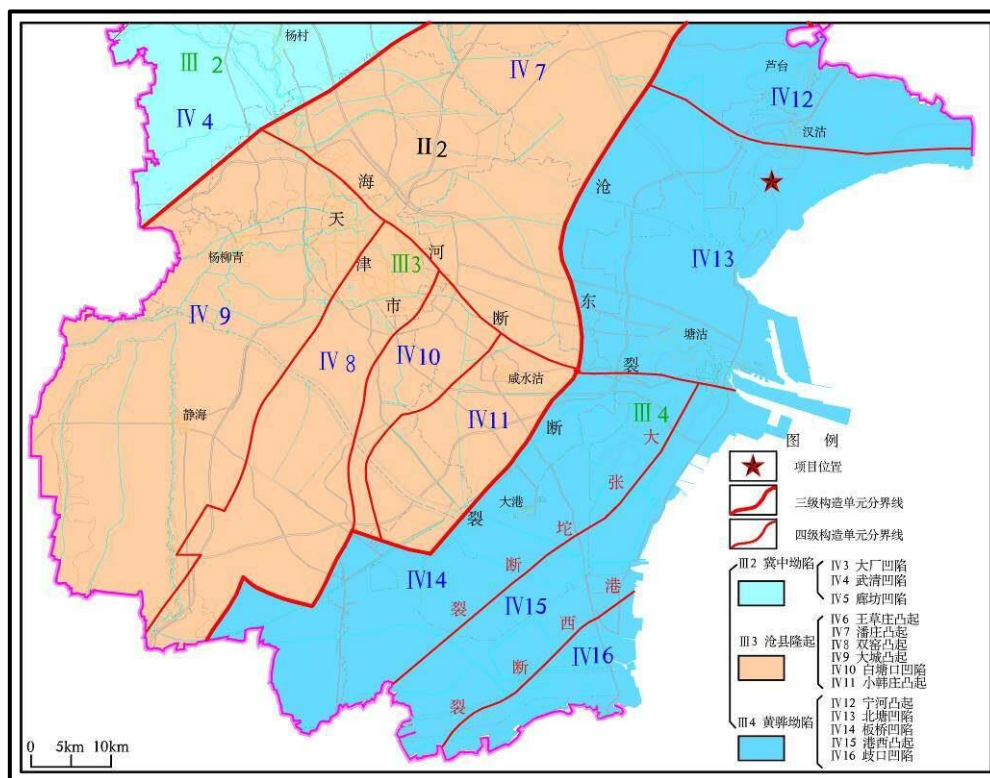 杨村
Ⅲ 2
Ⅳ 4
Ⅳ 7
Ⅱ 2
芦台
Ⅳ 12
汉沽
海
河
断
裂
沧
东
断
裂
天
津
市
Ⅲ3
杨柳青
Ⅳ 9
Ⅳ 8
Ⅳ 10
Ⅳ11
咸水沽
Ⅳ13
塘沽
Ⅲ 4
静海
大港
大
张
坨
断
裂
Ⅳ14
Ⅳ15
港
西
断
裂
Ⅳ16
0 5km 10km
图 例
项目位置
三级构造单元分界线
四级构造单元分界线
Ⅲ2 冀中坳陷
Ⅳ3 大厂凹陷
Ⅳ4 武清凹陷
Ⅳ5 廊坊凹陷
Ⅲ3 沧县隆起
Ⅳ6 王草庄凸起
Ⅳ7 潘庄凸起
Ⅳ8 双窑凸起
Ⅳ9 大城凸起
Ⅳ10 白塘口凹陷
Ⅳ11 小韩庄凸起
Ⅲ4 黄骅坳陷
Ⅳ12 宁河凸起
Ⅳ13 北塘凹陷
Ⅳ14 板桥凹陷
Ⅳ15 港西凸起
Ⅳ16 歧口凹陷